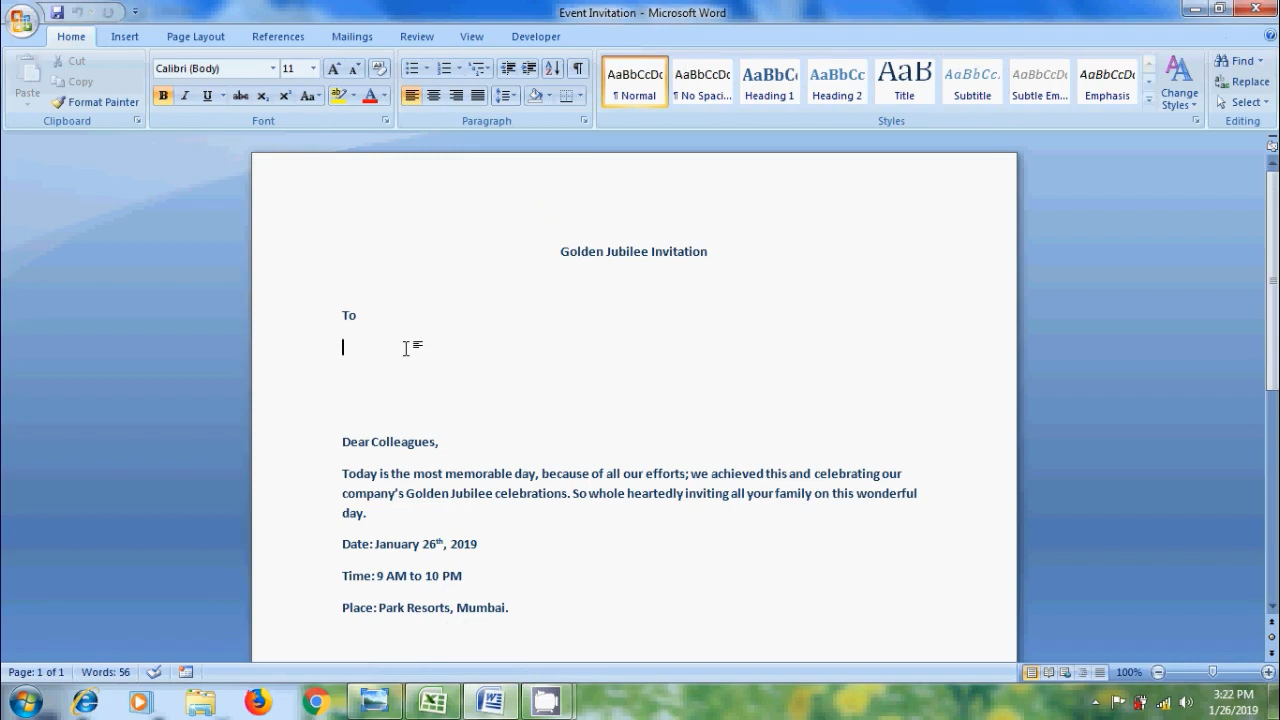 Event Invitation - Microsoft Word
Home Insert Page Layout References Mailings Review View Developer
Paste
Cut
Copy
Format Painter
Clipboard
Calibri (Body) 11
B I U abc x₂ x² Aa A
Font
Paragraph
AaBbCcDc AaBbCcDc AaBbC AaBbCc AaB AaBbCc. AaBbCcDc AaBbCcDc
¶ Normal ¶ No Spaci... Heading 1 Heading 2 Title Subtitle Subtle Em... Emphasis
Change Styles
Styles
Find
Replace
Select
Editing
Golden Jubilee Invitation
To
Dear Colleagues,
Today is the most memorable day, because of all our efforts; we achieved this and celebrating our
company's Golden Jubilee celebrations. So whole heartedly inviting all your family on this wonderful
day.
Date: January 26th, 2019
Time: 9 AM to 10 PM
Place: Park Resorts, Mumbai.
Page: 1 of 1 Words: 56 100%
3:22 PM
1/26/2019